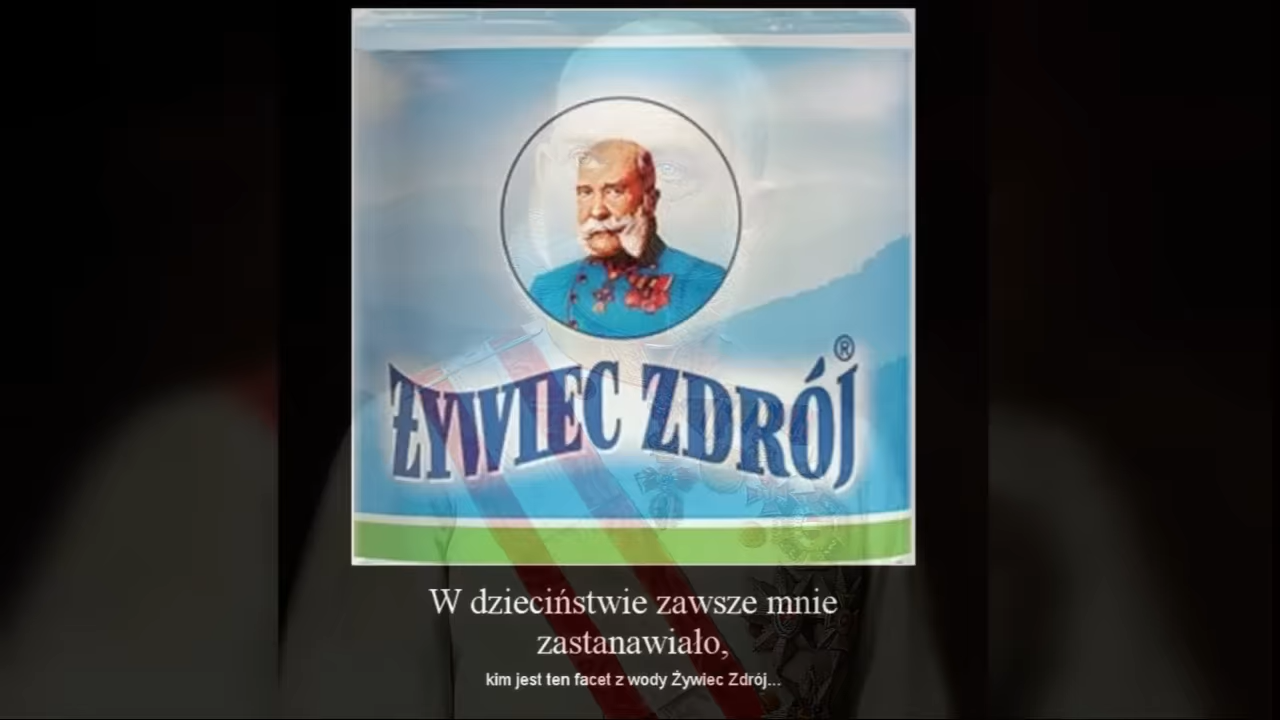 ŻYWIEC ZDRÓJ®
W dzieciństwie zawsze mnie
zastanawiało,
kim jest ten facet z wody Żywiec Zdrój...